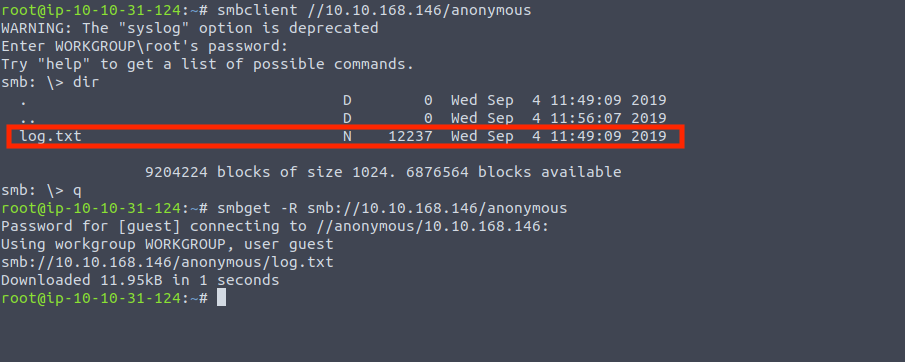 root@ip-10-10-31-124:~# smbclient //10.10.168.146/anonymous
WARNING: The "syslog" option is deprecated
Enter WORKGROUP\root's password:
Try "help" to get a list of possible commands.
smb: \> dir
  .                                   D        0  Wed Sep  4 11:49:09 2019
  ..                                  D        0  Wed Sep  4 11:56:07 2019
  log.txt                             N    12237  Wed Sep  4 11:49:09 2019
                9204224 blocks of size 1024. 6876564 blocks available
smb: \> q
root@ip-10-10-31-124:~# smbget -R smb://10.10.168.146/anonymous
Password for [guest] connecting to //anonymous/10.10.168.146:
Using workgroup WORKGROUP, user guest
smb://10.10.168.146/anonymous/log.txt
Downloaded 11.95kB in 1 seconds
root@ip-10-10-31-124:~#